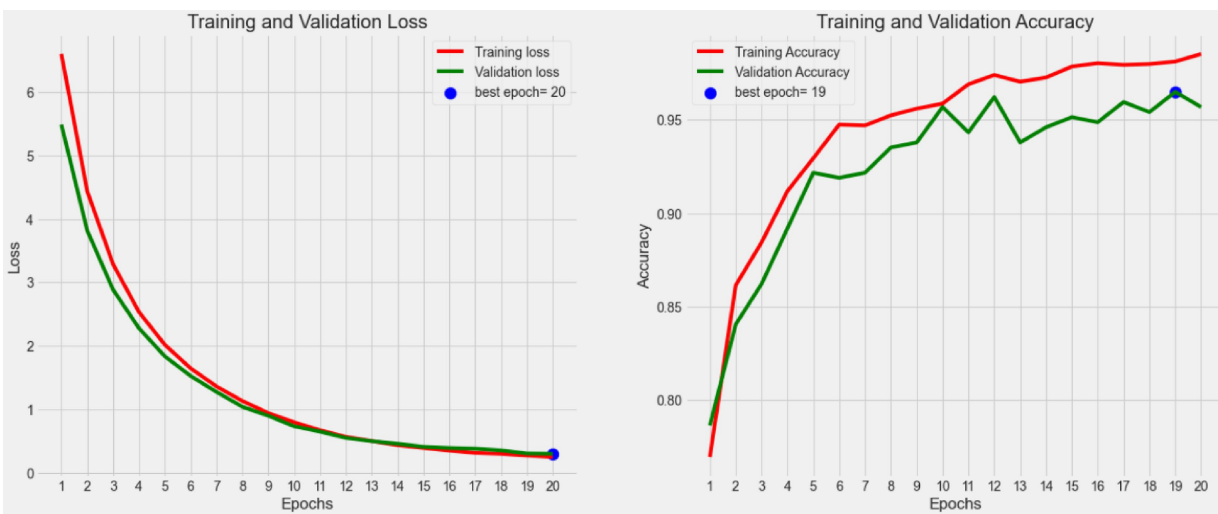 Training and Validation Loss
Training loss
Validation loss
best epoch= 20
Loss
6
5
4
3
2
1
0
1 2 3 4 5 6 7 8 9 10 11 12 13 14 15 16 17 18 19 20
Epochs
Training and Validation Accuracy
Training Accuracy
Validation Accuracy
best epoch= 19
Accuracy
0.95
0.90
0.85
0.80
1 2 3 4 5 6 7 8 9 10 11 12 13 14 15 16 17 18 19 20
Epochs